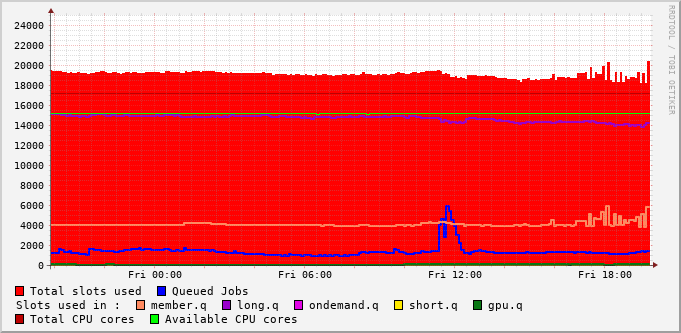 RRDTOOL / TOBI OETIKER
24000
22000
20000
18000
16000
14000
12000
10000
8000
6000
4000
2000
0
Fri 00:00 Fri 06:00 Fri 12:00 Fri 18:00
Total slots used Queued Jobs
Slots used in : member.q long.q ondemand.q short.q gpu.q
Total CPU cores Available CPU cores